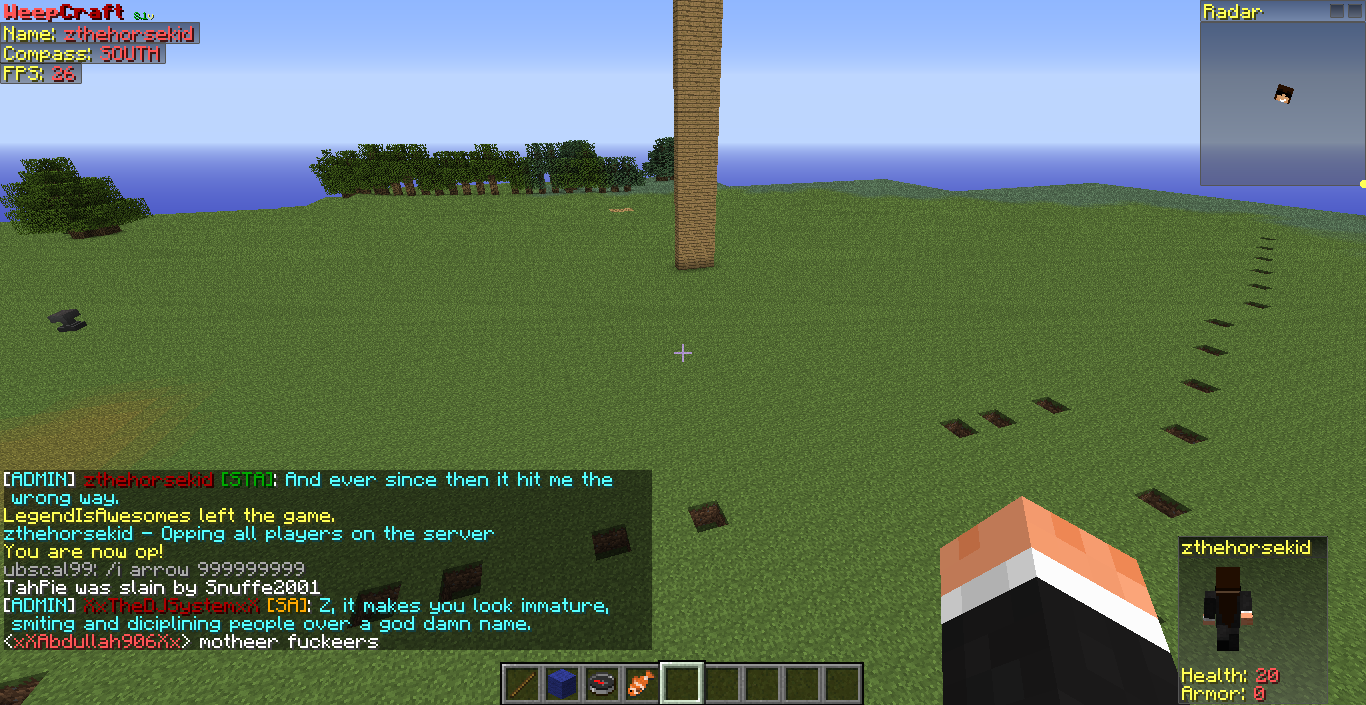 WeepCraft 8.1v
Name: zthehorsekid
Compass: SOUTH
FPS: 26
Radar
[ADMIN] zthehorsekid [STA]: And ever since then it hit me the
wrong way.
LegendIsAwesomes left the game.
zthehorsekid - Opping all players on the server
You are now op!
ubscal99: /i arrow 999999999
TahPie was slain by Snuffe2001
[ADMIN] XxTheDJSystemxX [SA]: Z, it makes you look immature,
smiting and diciplining people over a god damn name.
<xXAbdullah906Xx> motheer fuckeers
zthehorsekid
Health: 20
Armor: 0